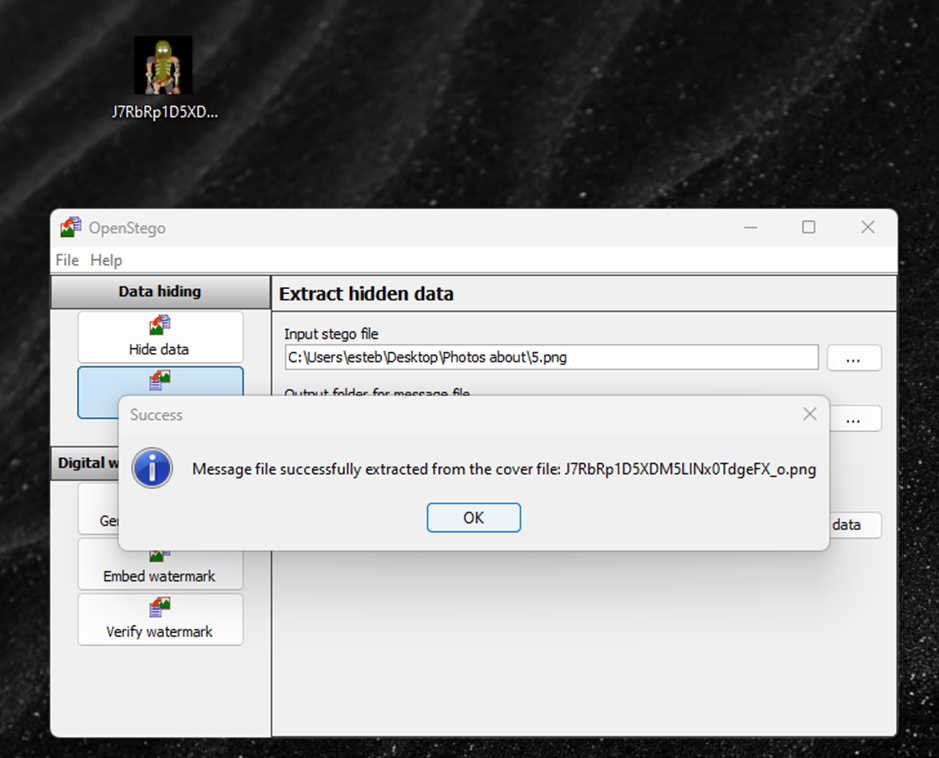 J7RbRp1D5XD...
OpenStego
File Help
Data hiding
Extract hidden data
Hide data
Input stego file
C:\Users\esteb\Desktop\Photos about\5.png
...
Output folder for message file
...
Success
Message file successfully extracted from the cover file: J7RbRp1D5XDM5LINx0TdgeFX_o.png
OK
Digital w
Ge
data
Embed watermark
Verify watermark